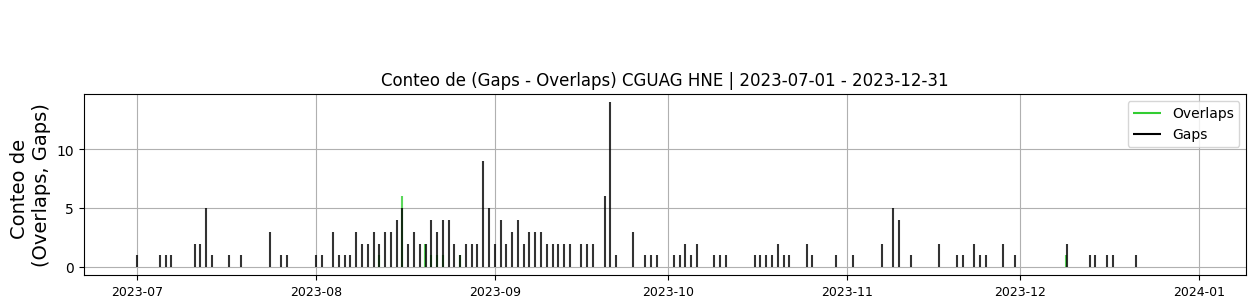 Conteo de (Gaps - Overlaps) CGUAG HNE | 2023-07-01 - 2023-12-31
Conteo de
(Overlaps, Gaps)
10
5
0
Overlaps
Gaps
2023-07
2023-08
2023-09
2023-10
2023-11
2023-12
2024-01